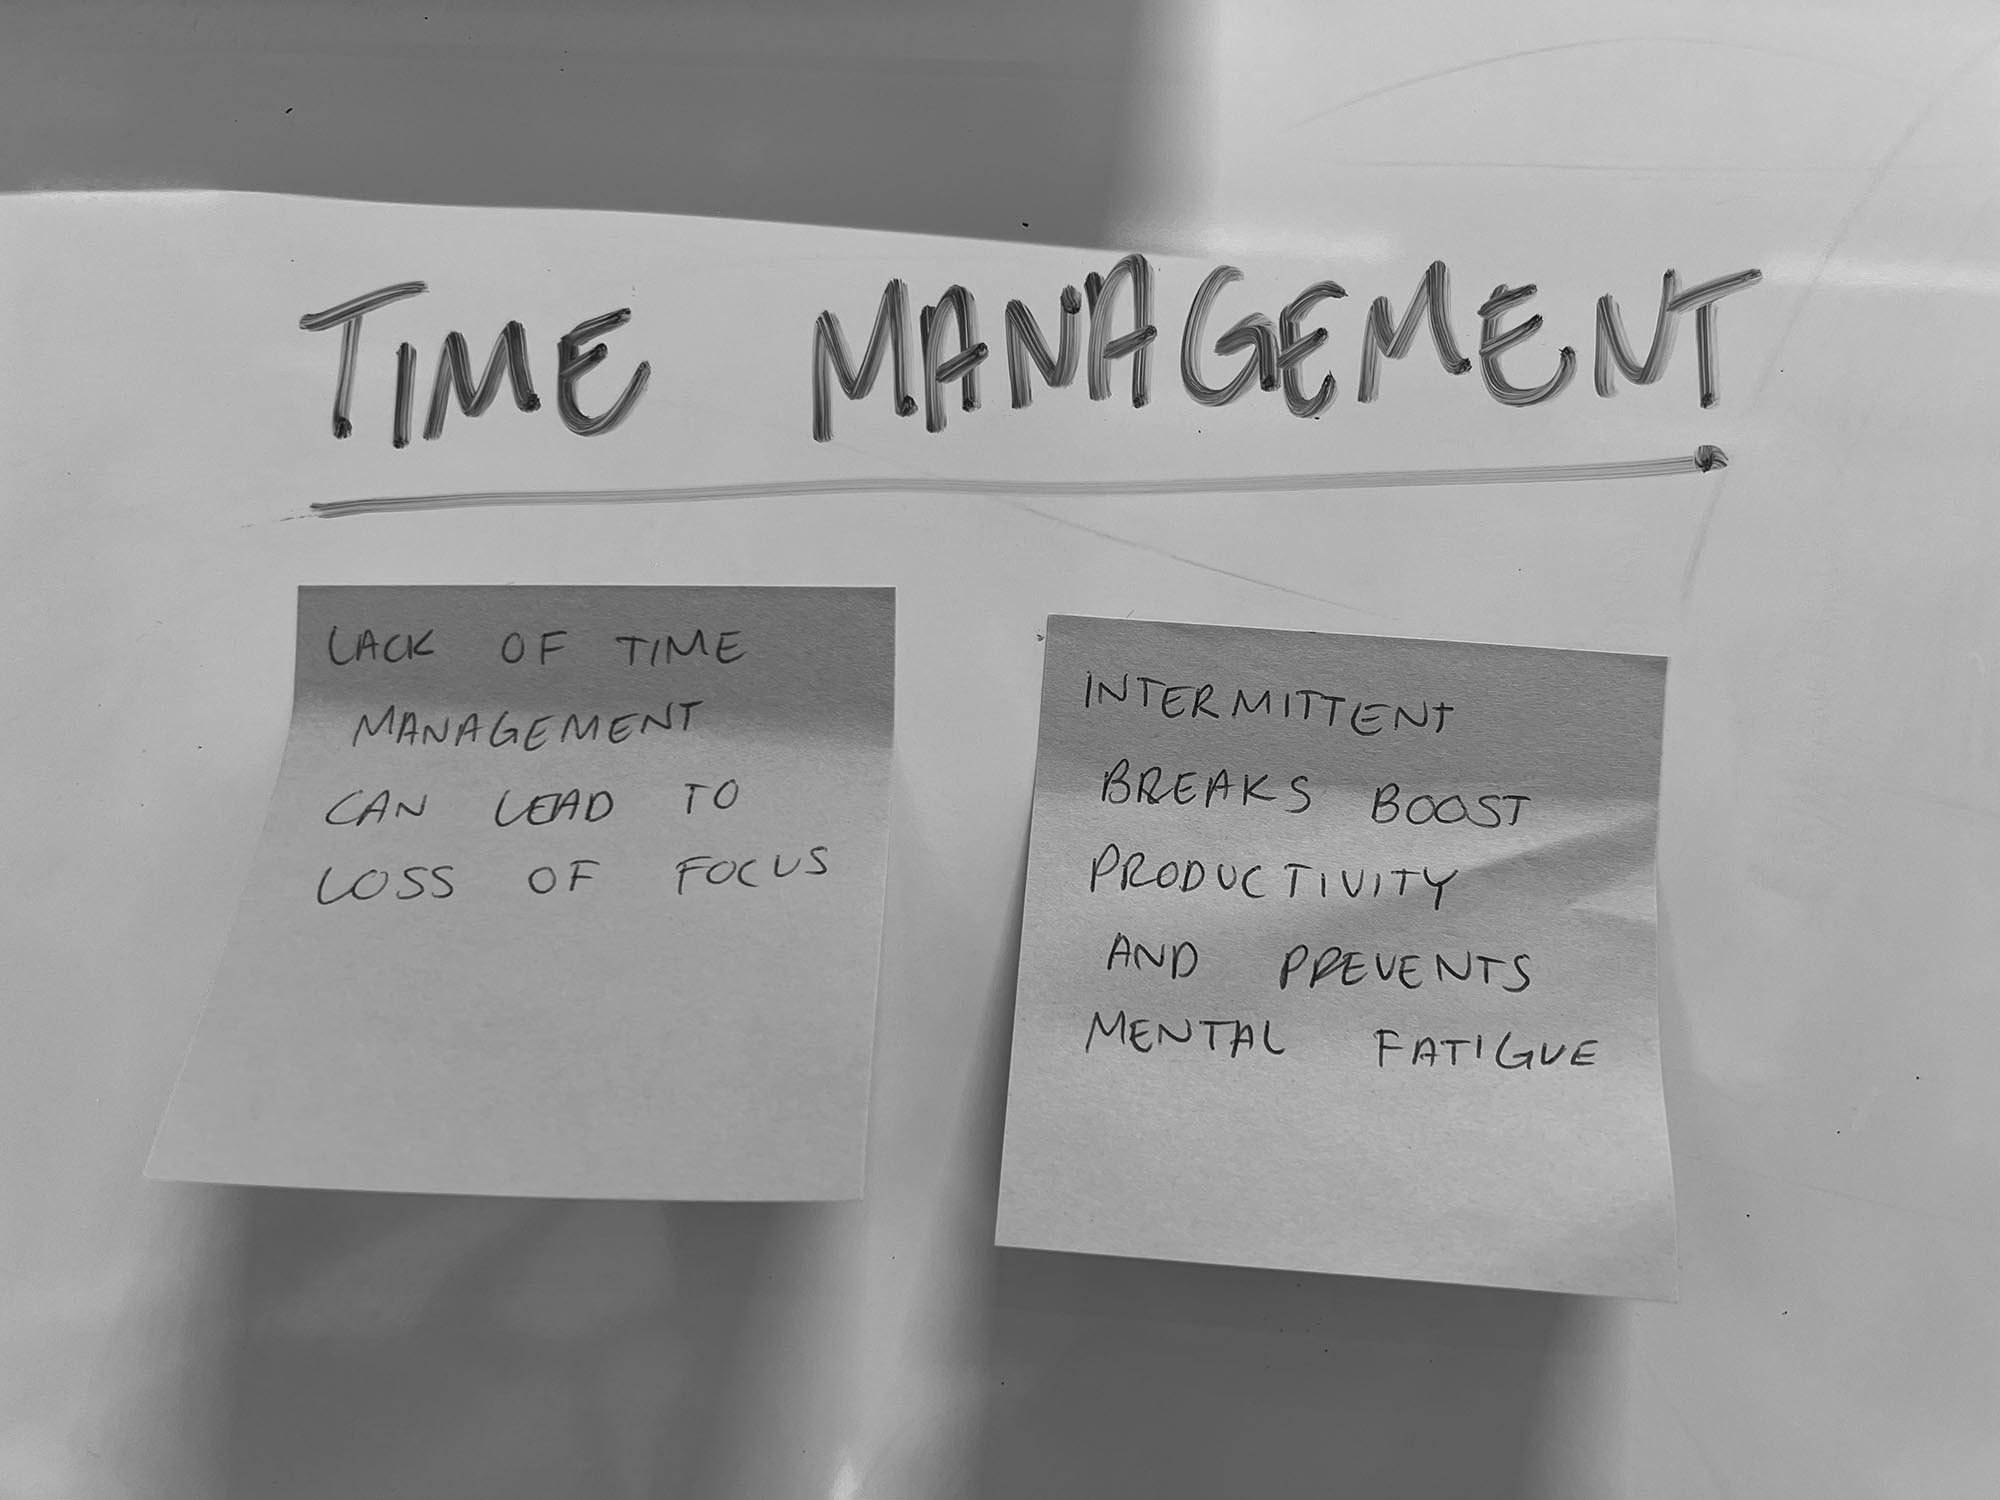 TIME MANAGEMENT
LACK OF TIME
MANAGEMENT
CAN LEAD TO
LOSS OF FOCUS
INTERMITTENT
BREAKS BOOST
PRODUCTIVITY
AND PREVENTS
MENTAL FATIGUE